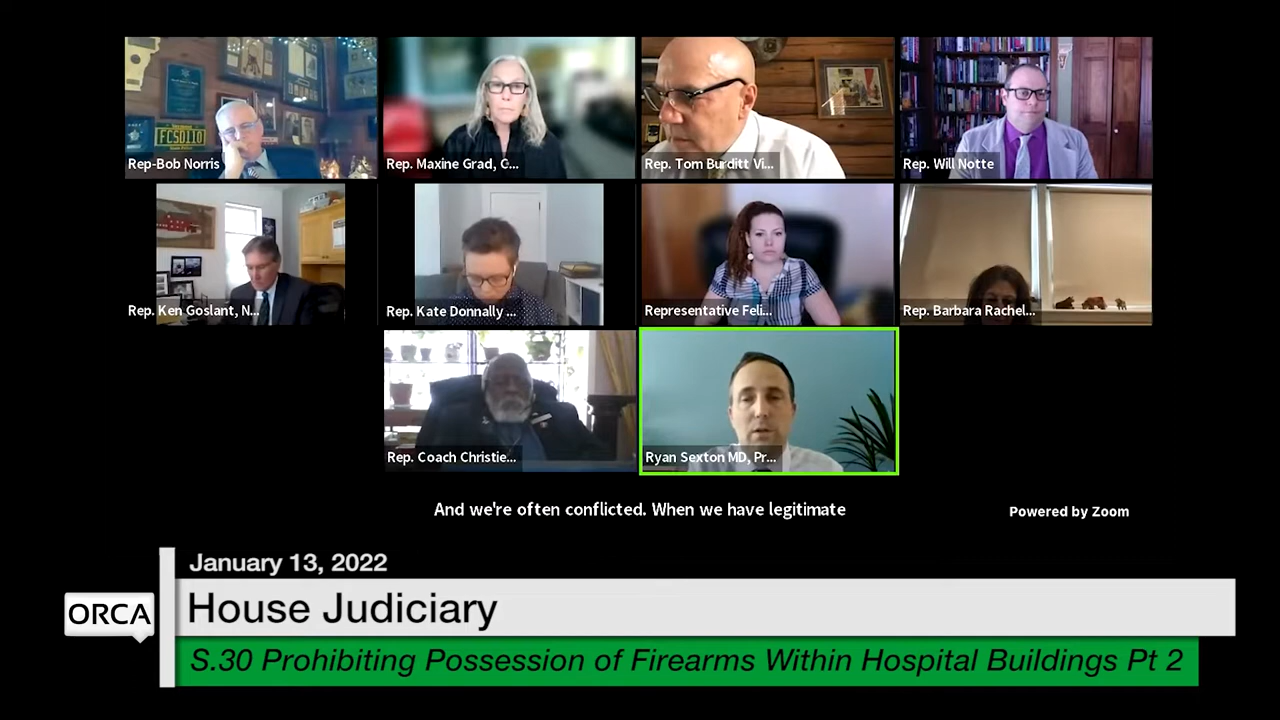 FCSD110
Rep-Bob Norris
Rep. Maxine Grad, C...
Rep. Tom Burditt Vi...
Rep. Will Notte
Rep. Ken Goslant, N...
Rep. Kate Donnally ...
Representative Feli...
Rep. Barbara Rachel...
Rep. Coach Christie...
Ryan Sexton MD, Pr...
And we're often conflicted. When we have legitimate
Powered by Zoom
January 13, 2022
ORCA
House Judiciary
S.30 Prohibiting Possession of Firearms Within Hospital Buildings Pt 2